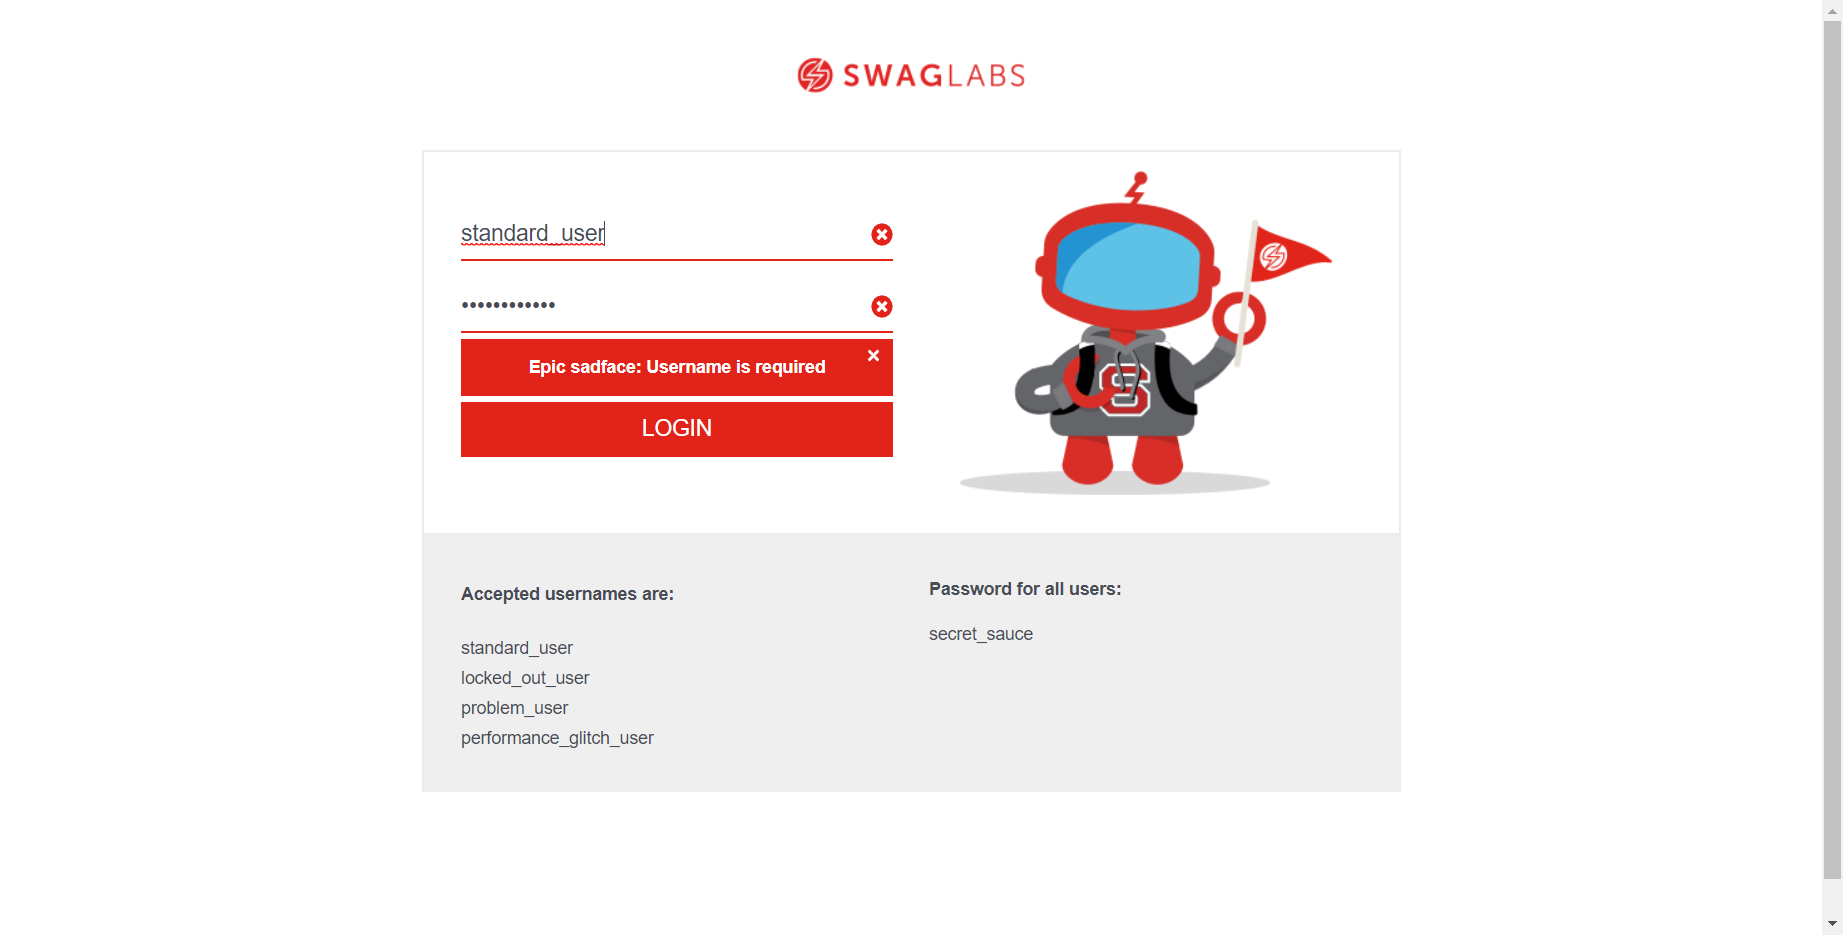 SWAGLABS
standard_user
••••••••••••
Epic sadface: Username is required
LOGIN
Accepted usernames are:
standard_user
locked_out_user
problem_user
performance_glitch_user
Password for all users:
secret_sauce